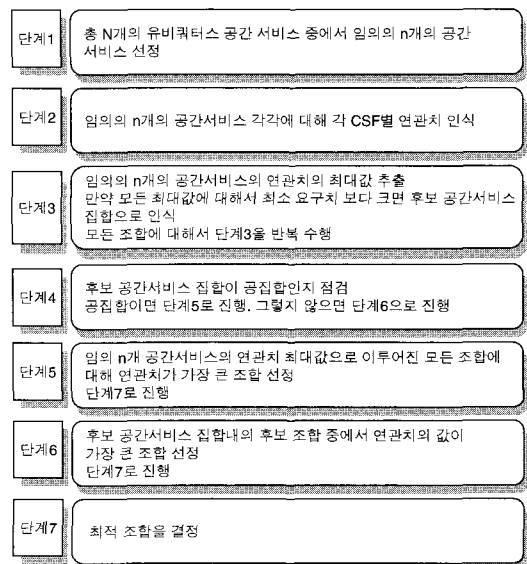 단계1
총 N개의 유비쿼터스 공간 서비스 중에서 임의의 n개의 공간
서비스 선정
단계2
임의의 n개의 공간서비스 각각에 대해 각 CSF별 연관치 인식
단계3
임의의 n개의 공간서비스의 연관치의 최대값 추출
만약 모든 최대값에 대해서 최소 요구치 보다 크면 후보 공간서비스
집합으로 인식
모든 조합에 대해서 단계3을 반복 수행
단계4
후보 공간서비스 집합이 공집합인지 점검
공집합이면 단계5로 진행. 그렇지 않으면 단계6으로 진행
단계5
임의 n개 공간서비스의 연관치 최대값으로 이루어진 모든 조합에
대해 연관치가 가장 큰 조합 선정
단계7로 진행
단계6
후보 공간서비스 집합내의 후보 조합 중에서 연관치의 값이
가장 큰 조합 선정
단계7로 진행
단계7
최적 조합을 결정